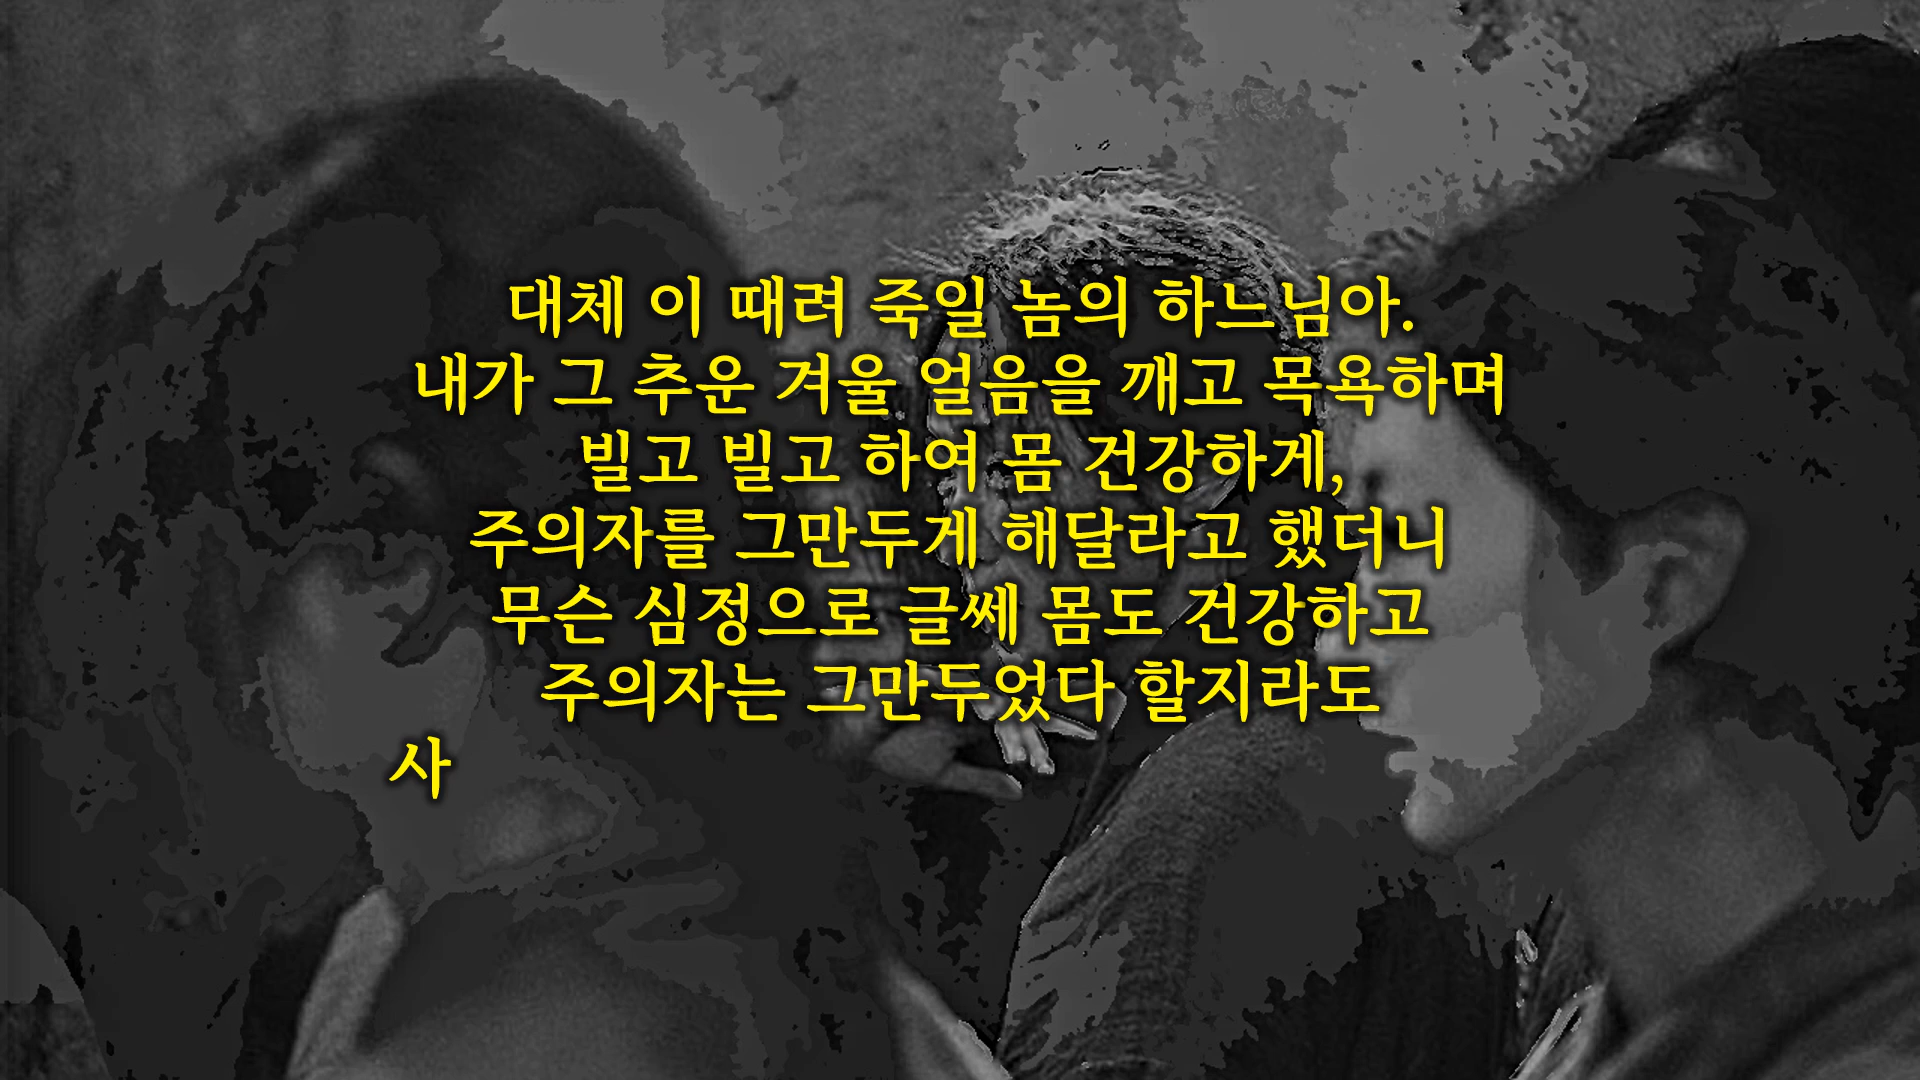 대체 이 때려 죽일 놈의 하느님아.
내가 그 추운 겨울 얼음을 깨고 목욕하며
빌고 빌고 하여 몸 건강하게,
주의자를 그만두게 해달라고 했더니
무슨 심정으로 글쎄 몸도 건강하고
주의자는 그만두었다 할지라도
사